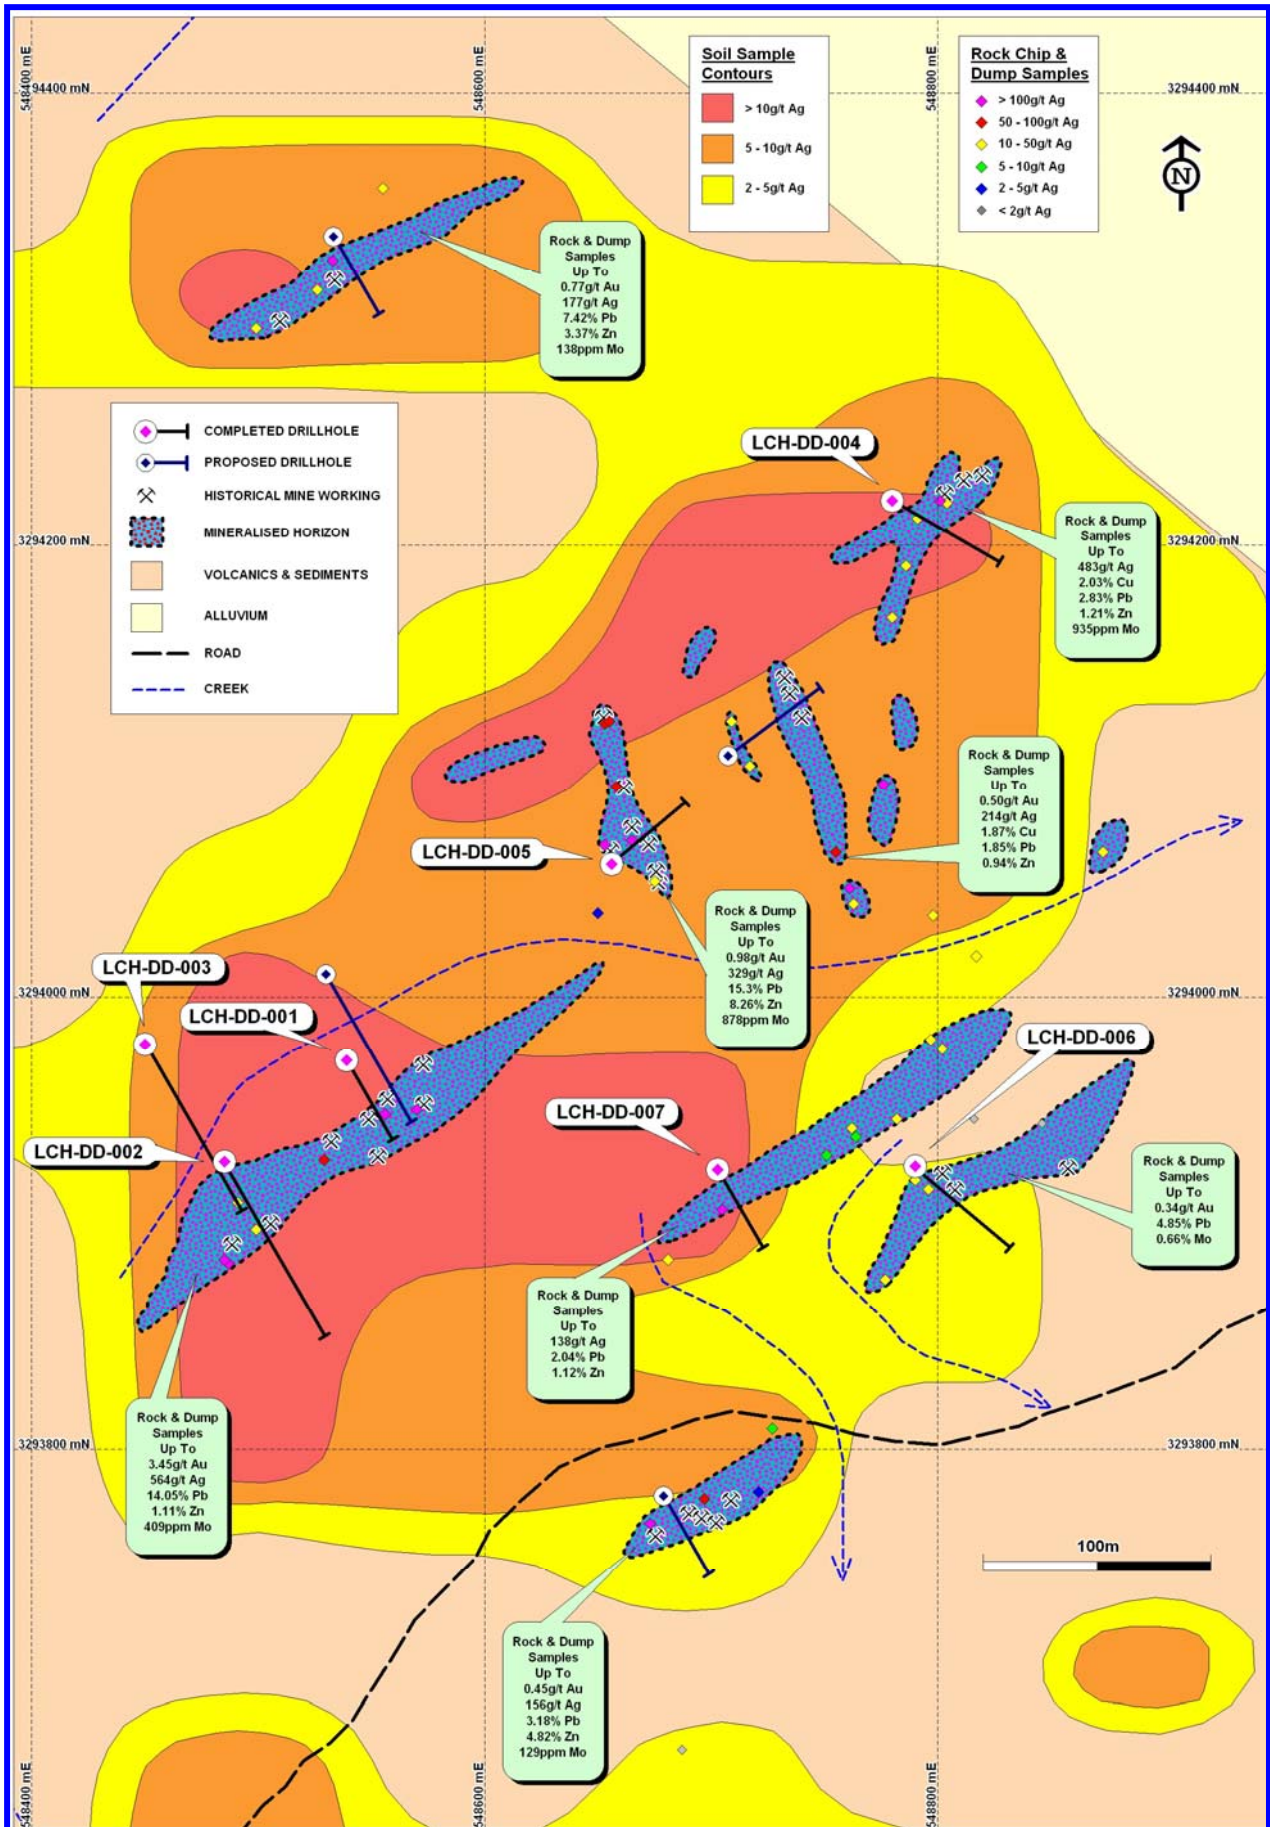 548400 mE
548600 mE
548800 mE
3294400 mN
3294400 mN
Soil Sample
Contours
> 10g/t Ag
5 - 10g/t Ag
2 - 5g/t Ag
Rock Chip &
Dump Samples
> 100g/t Ag
50 - 100g/t Ag
10 - 50g/t Ag
5 - 10g/t Ag
2 - 5g/t Ag
< 2g/t Ag
N
Rock & Dump
Samples
Up To
0.77g/t Au
177g/t Ag
7.42% Pb
3.37% Zn
138ppm Mo
COMPLETED DRILLHOLE
PROPOSED DRILLHOLE
HISTORICAL MINE WORKING
MINERALISED HORIZON
VOLCANICS & SEDIMENTS
ALLUVIUM
ROAD
CREEK
LCH-DD-004
3294200 mN
3294200 mN
Rock & Dump
Samples
Up To
483g/t Ag
2.03% Cu
2.83% Pb
1.21% Zn
935ppm Mo
Rock & Dump
Samples
Up To
0.50g/t Au
214g/t Ag
1.87% Cu
1.85% Pb
0.94% Zn
LCH-DD-005
Rock & Dump
Samples
Up To
0.98g/t Au
329g/t Ag
15.3% Pb
8.26% Zn
878ppm Mo
LCH-DD-003
3294000 mN
3294000 mN
LCH-DD-001
LCH-DD-006
LCH-DD-007
LCH-DD-002
Rock & Dump
Samples
Up To
0.34g/t Au
4.85% Pb
0.66% Mo
Rock & Dump
Samples
Up To
138g/t Ag
2.04% Pb
1.12% Zn
Rock & Dump
Samples
Up To
3.45g/t Au
564g/t Ag
14.05% Pb
1.11% Zn
409ppm Mo
3293800 mN
3293800 mN
100m
Rock & Dump
Samples
Up To
0.45g/t Au
156g/t Ag
3.18% Pb
4.82% Zn
129ppm Mo
548400 mE
548600 mE
548800 mE